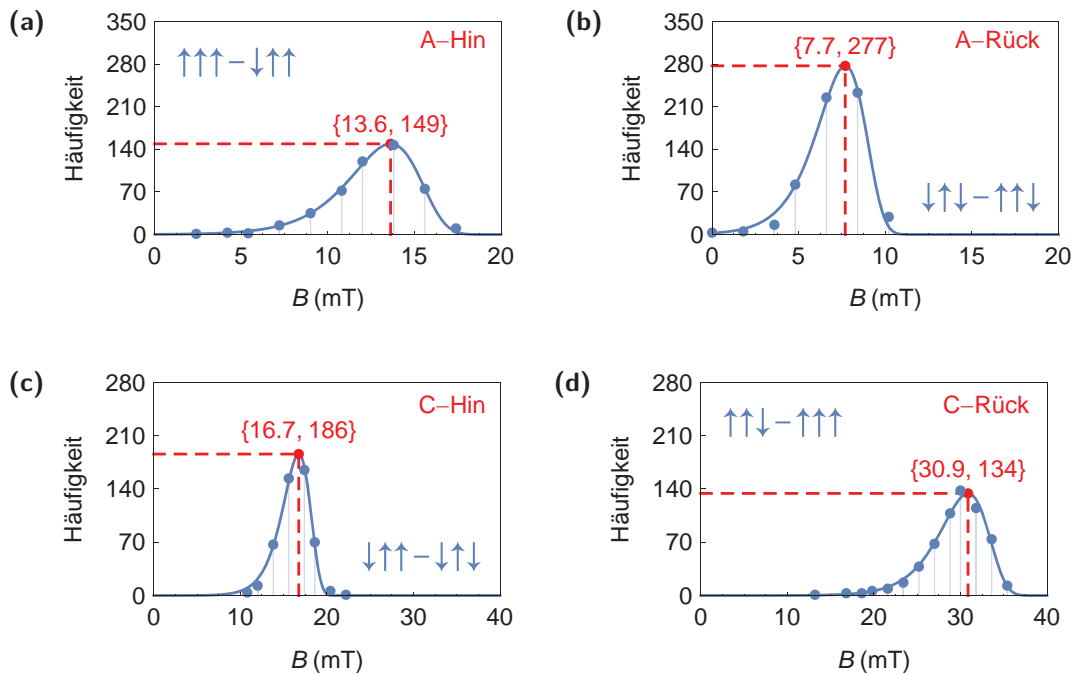 (a)
350
280
210
140
70
0
Häufigkeit
↑↑↑–↓↑↑
A–Hin
{13.6, 149}
0 5 10 15 20
B (mT)
(b)
350
280
210
140
70
0
Häufigkeit
{7.7, 277}
A–Rück
↓↑↓–↑↑↓
0 5 10 15 20
B (mT)
(c)
280
210
140
70
0
Häufigkeit
C–Hin
{16.7, 186}
↓↑↑–↓↑↓
0 10 20 30 40
B (mT)
(d)
280
210
140
70
0
Häufigkeit
↑↑↓–↑↑↑
C–Rück
{30.9, 134}
0 10 20 30 40
B (mT)